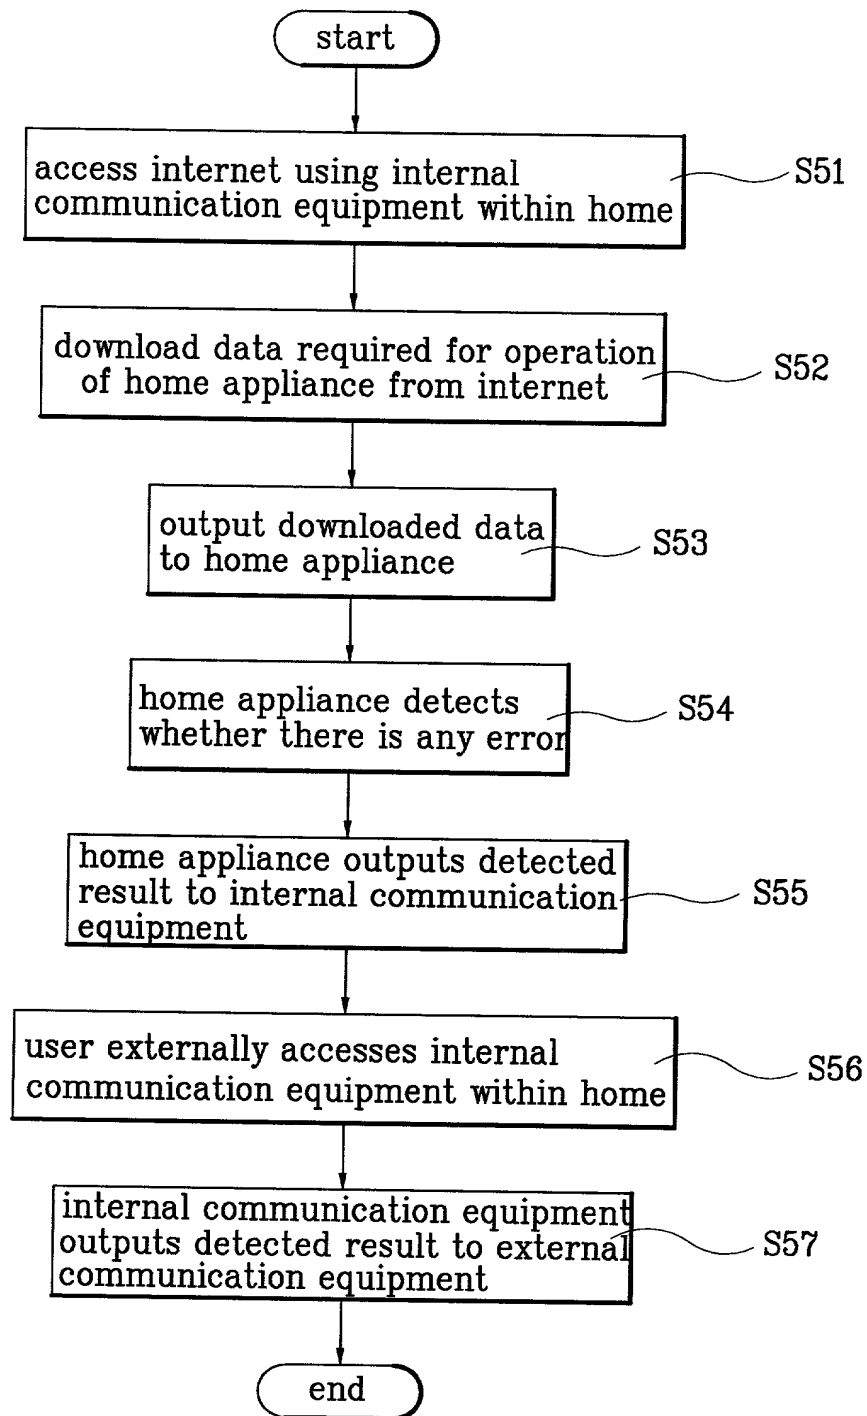 start
access internet using internal
communication equipment within home
S51
download data required for operation
of home appliance from internet
S52
output downloaded data
to home appliance
S53
home appliance detects
whether there is any error
S54
home appliance outputs detected
result to internal communication
equipment
S55
user externally accesses internal
communication equipment within home
S56
internal communication equipment
outputs detected result to external
communication equipment
S57
end